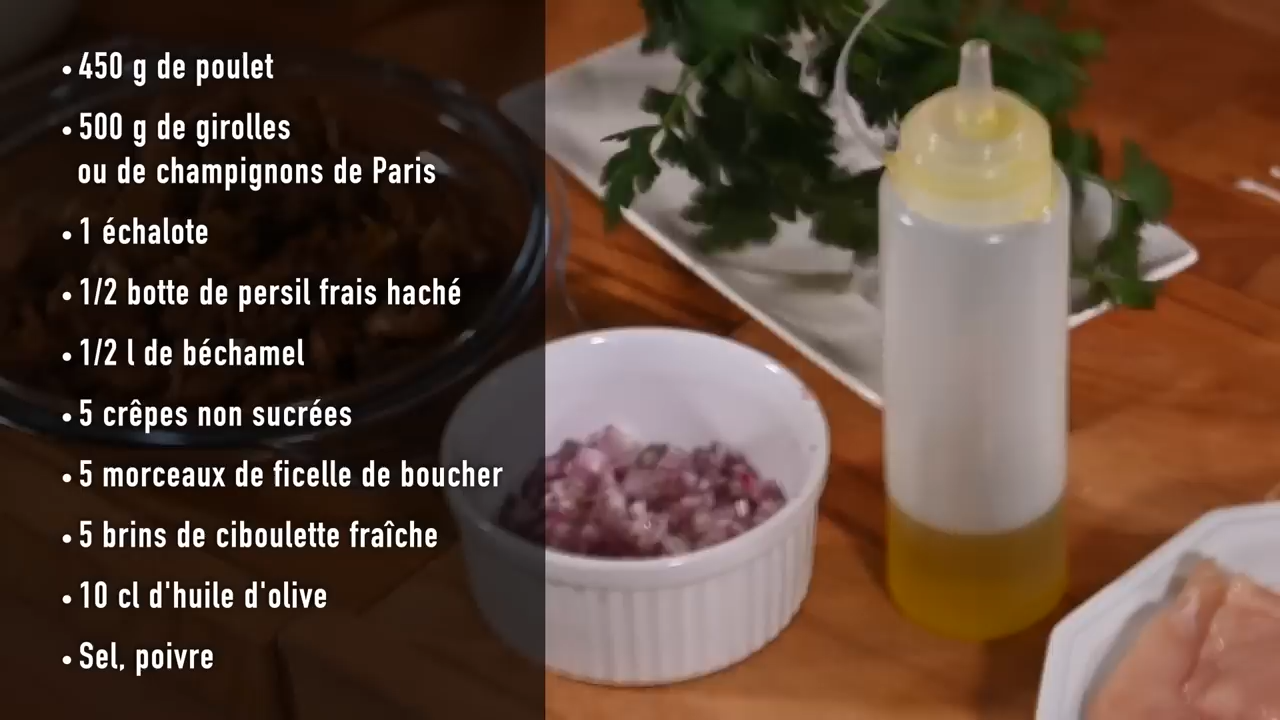 • 450 g de poulet
• 500 g de girolles
ou de champignons de Paris
• 1 échalote
• 1/2 botte de persil frais haché
• 1/2 l de béchamel
• 5 crêpes non sucrées
• 5 morceaux de ficelle de boucher
• 5 brins de ciboulette fraîche
• 10 cl d'huile d'olive
• Sel, poivre